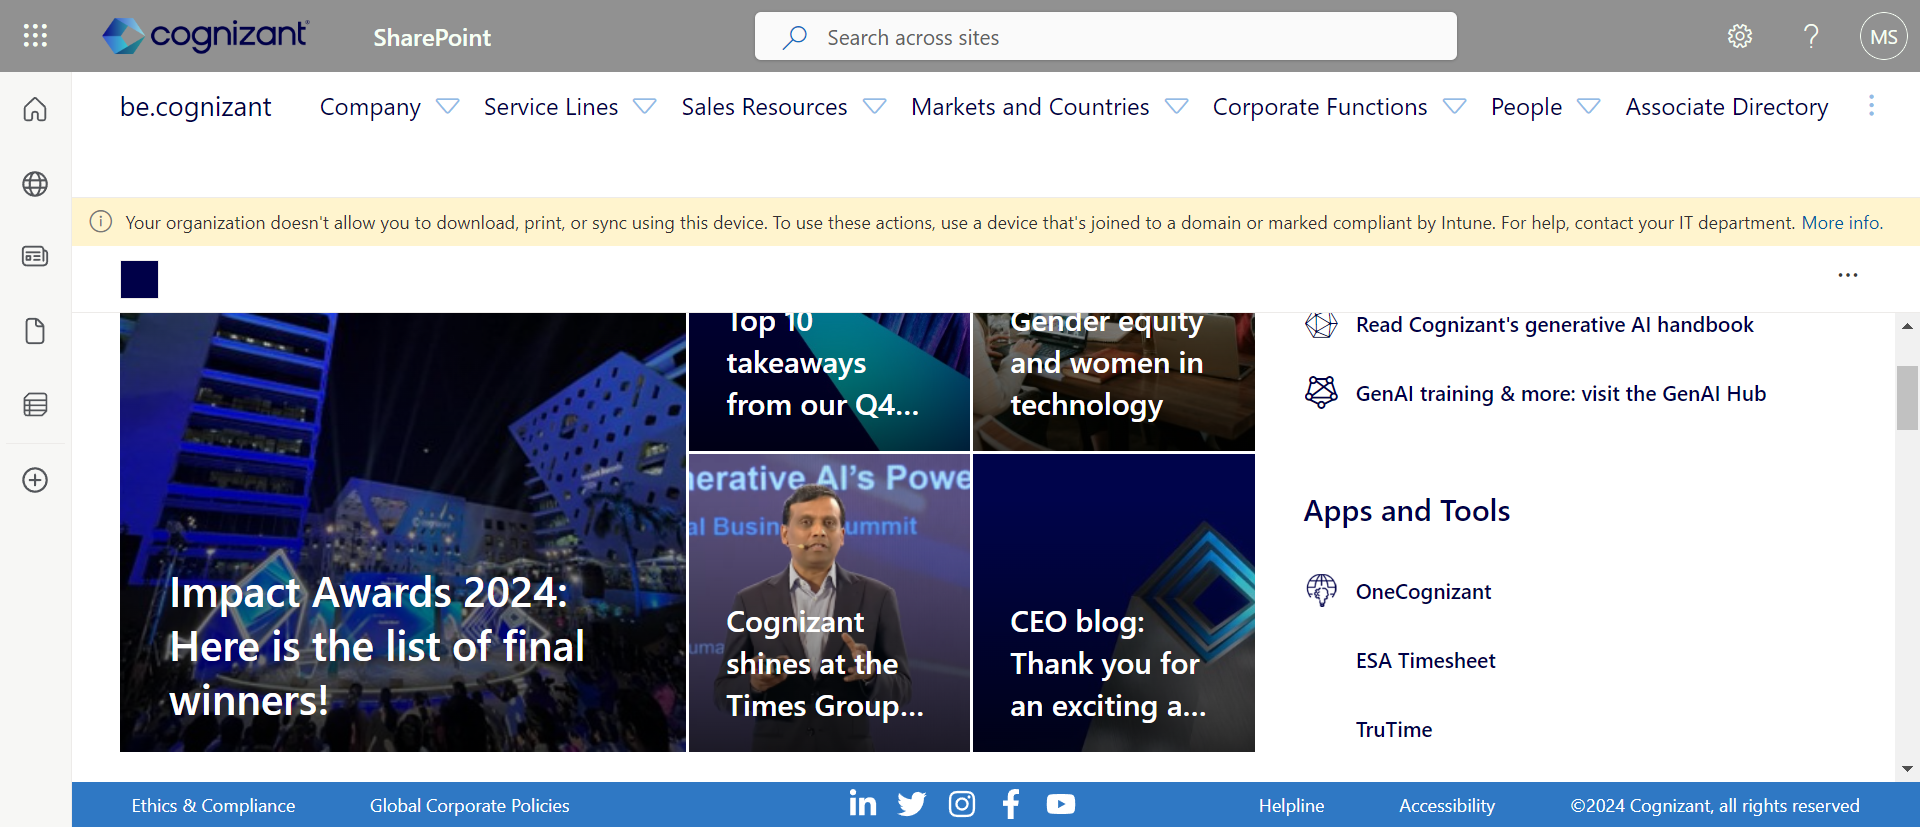 cognizant
SharePoint
Search across sites
MS
be.cognizant
Company
Service Lines
Sales Resources
Markets and Countries
Corporate Functions
People
Associate Directory
Your organization doesn't allow you to download, print, or sync using this device. To use these actions, use a device that's joined to a domain or marked compliant by Intune. For help, contact your IT department. More info.
Impact Awards 2024:
Here is the list of final
winners!
Top 10
takeaways
from our Q4...
Gender equity
and women in
technology
nerative AI's Powe
al Business Summit
Cognizant
shines at the
Times Group...
CEO blog:
Thank you for
an exciting a...
Read Cognizant's generative AI handbook
GenAI training & more: visit the GenAI Hub
Apps and Tools
OneCognizant
ESA Timesheet
TruTime
Ethics & Compliance
Global Corporate Policies
Helpline
Accessibility
©2024 Cognizant, all rights reserved